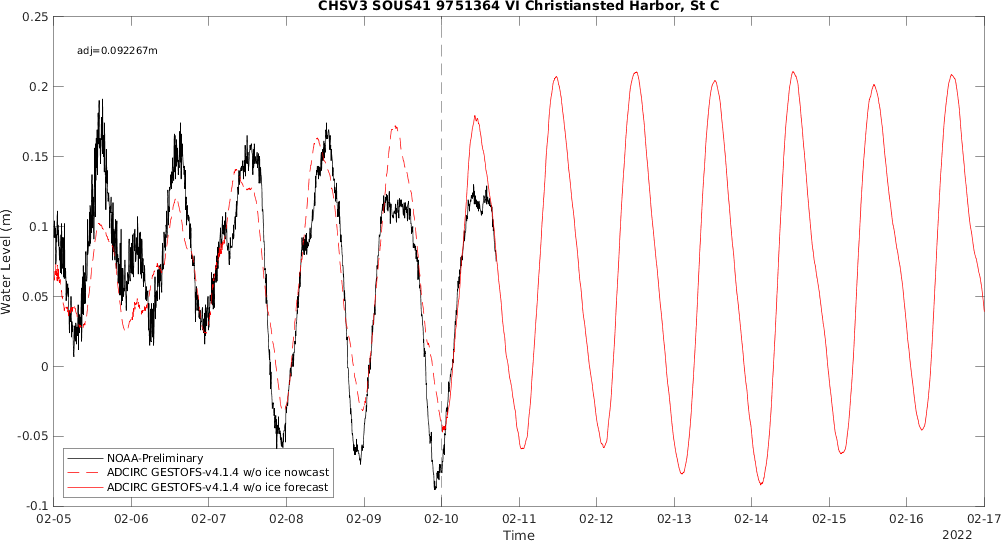 CHSV3 SOUS41 9751364 VI Christiansted Harbor, St C
adj=0.092267m
0.25
0.2
0.15
0.1
0.05
0
-0.05
-0.1
Water Level (m)
NOAA-Preliminary
ADCIRC GESTOFS-v4.1.4 w/o ice nowcast
ADCIRC GESTOFS-v4.1.4 w/o ice forecast
02-05 02-06 02-07 02-08 02-09 02-10 02-11 02-12 02-13 02-14 02-15 02-16 02-17
Time
2022